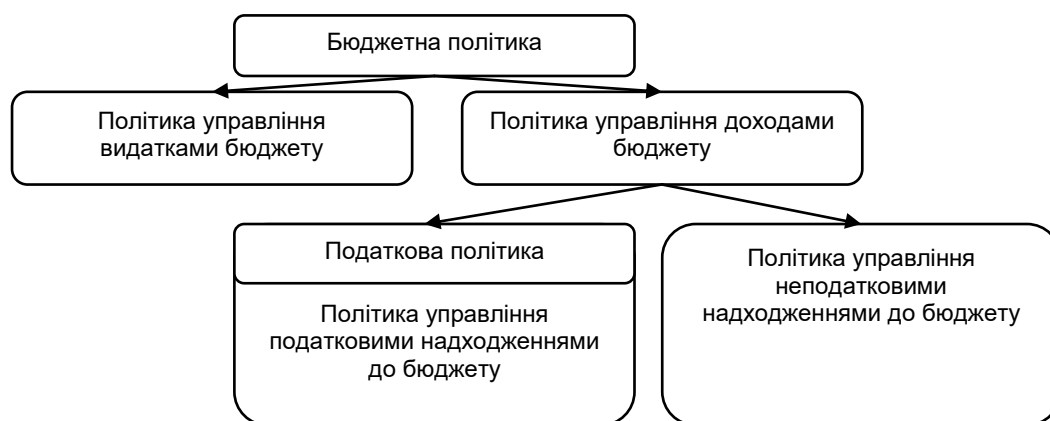 Бюджетна політика
Політика управління
видатками бюджету
Політика управління доходами
бюджету
Податкова політика
Політика управління
податковими надходженнями
до бюджету
Політика управління
неподатковими
надходженнями до бюджету